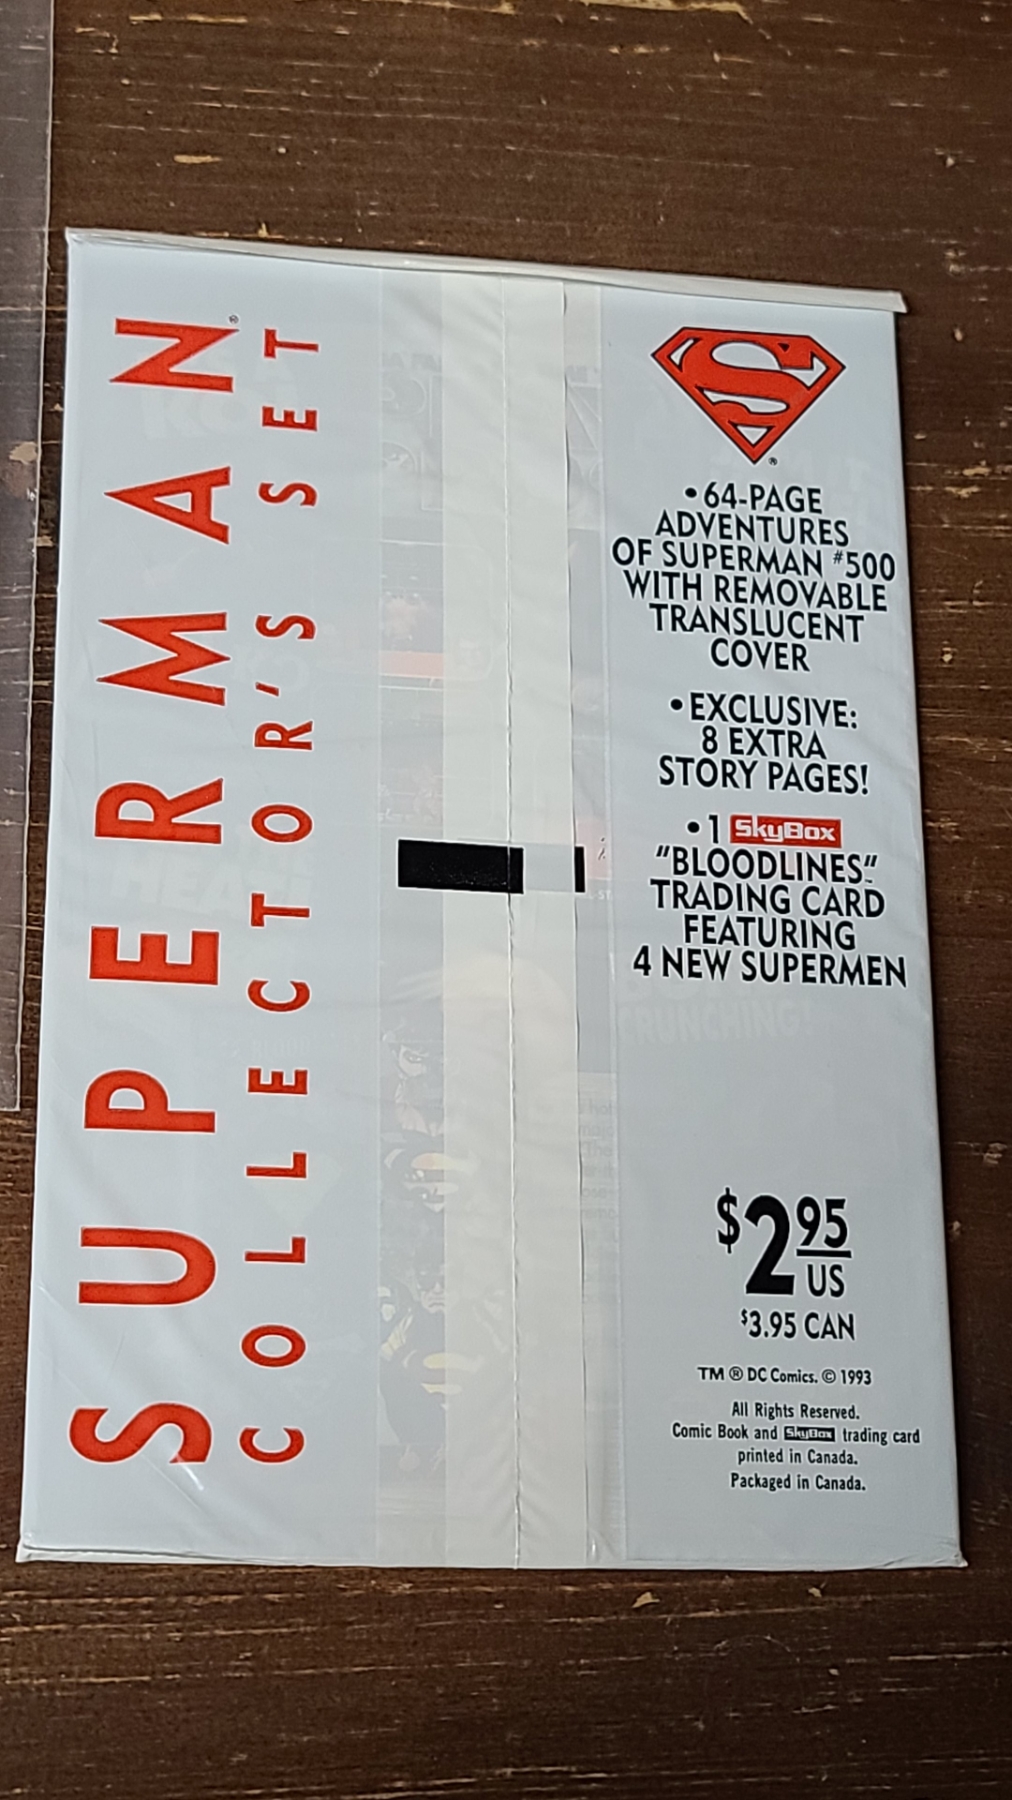 SUPERMAN®
COLLECTOR'S SET
S
®
•64-PAGE
ADVENTURES
OF SUPERMAN #500
WITH REMOVABLE
TRANSLUCENT
COVER
•EXCLUSIVE:
8 EXTRA
STORY PAGES!
•1 SkyBox
"BLOODLINES"™
TRADING CARD
FEATURING
4 NEW SUPERMEN
CRUNCHING!
$2 95
US
$3.95 CAN
TM ® DC Comics. © 1993
All Rights Reserved.
Comic Book and SkyBox trading card
printed in Canada.
Packaged in Canada.